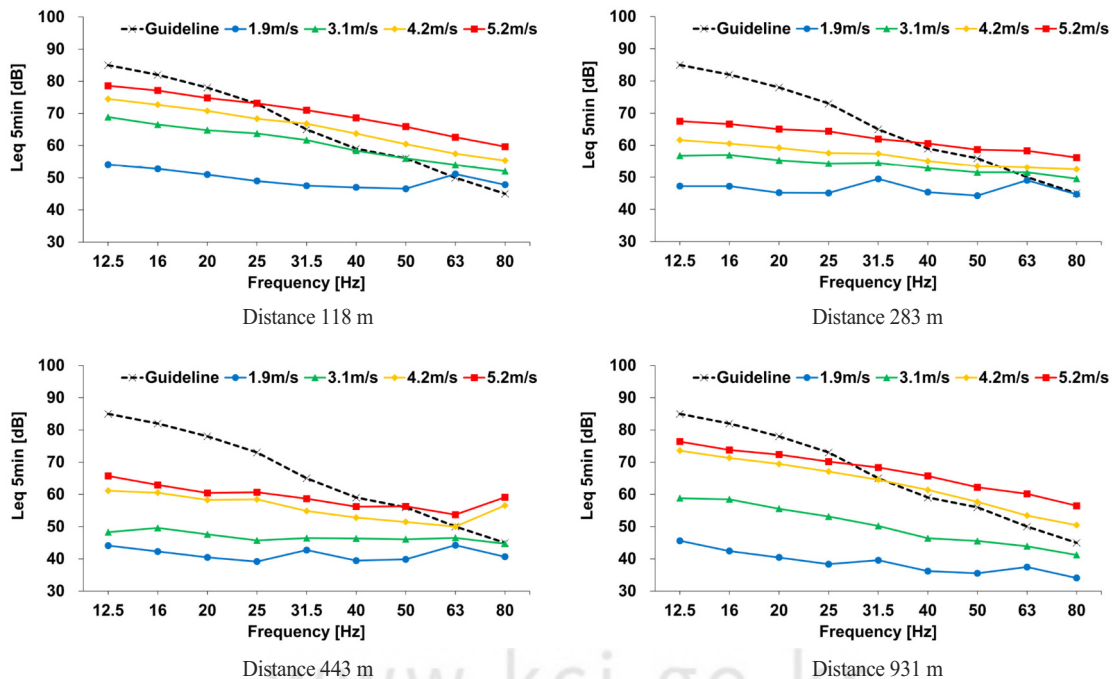 Guideline 1.9m/s 3.1m/s 4.2m/s 5.2m/s
Leq 5min [dB]
100
90
80
70
60
50
40
30
12.5 16 20 25 31.5 40 50 63 80
Frequency [Hz]
Distance 118 m
Guideline 1.9m/s 3.1m/s 4.2m/s 5.2m/s
Leq 5min [dB]
100
90
80
70
60
50
40
30
12.5 16 20 25 31.5 40 50 63 80
Frequency [Hz]
Distance 283 m
Guideline 1.9m/s 3.1m/s 4.2m/s 5.2m/s
Leq 5min [dB]
100
90
80
70
60
50
40
30
12.5 16 20 25 31.5 40 50 63 80
Frequency [Hz]
Distance 443 m
Guideline 1.9m/s 3.1m/s 4.2m/s 5.2m/s
Leq 5min [dB]
100
90
80
70
60
50
40
30
12.5 16 20 25 31.5 40 50 63 80
Frequency [Hz]
Distance 931 m